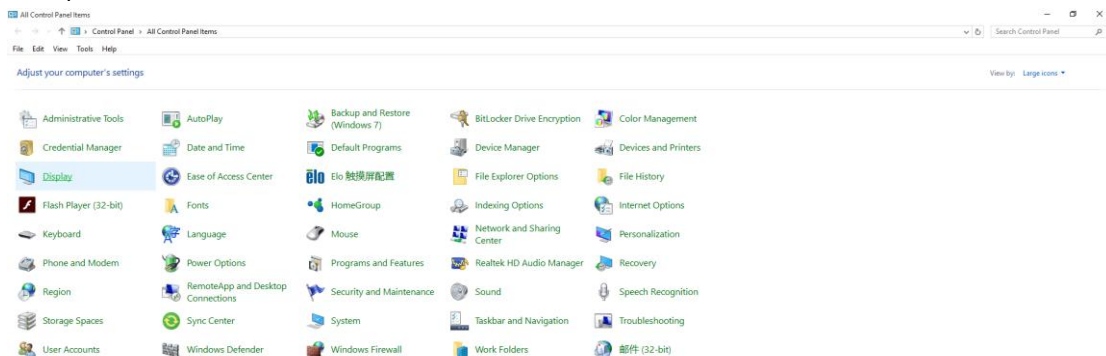 All Control Panel Items
Control Panel › All Control Panel Items
Search Control Panel
File Edit View Tools Help
Adjust your computer's settings
View by: Large icons
Administrative Tools
AutoPlay
Backup and Restore
(Windows 7)
BitLocker Drive Encryption
Color Management
Credential Manager
Date and Time
Default Programs
Device Manager
Devices and Printers
Display
Ease of Access Center
elo
Elo 触摸屏配置
File Explorer Options
File History
Flash Player (32-bit)
Fonts
HomeGroup
Indexing Options
Internet Options
Keyboard
Language
Mouse
Network and Sharing
Center
Personalization
Phone and Modem
Power Options
Programs and Features
Realtek HD Audio Manager
Recovery
Region
RemoteApp and Desktop
Connections
Security and Maintenance
Sound
Speech Recognition
Storage Spaces
Sync Center
System
Taskbar and Navigation
Troubleshooting
User Accounts
Windows Defender
Windows Firewall
Work Folders
邮件 (32-bit)